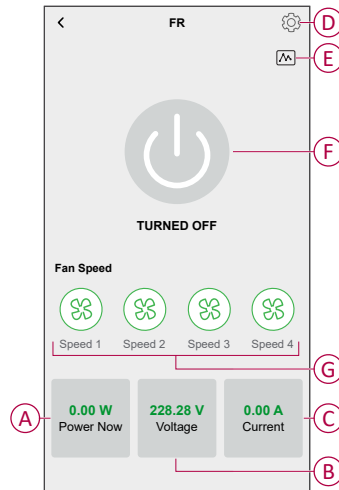 FR
D
E
F
TURNED OFF
Fan Speed
Speed 1 Speed 2 Speed 3 Speed 4
G
A
0.00 W 228.28 V 0.00 A
Power Now Voltage Current
C
B